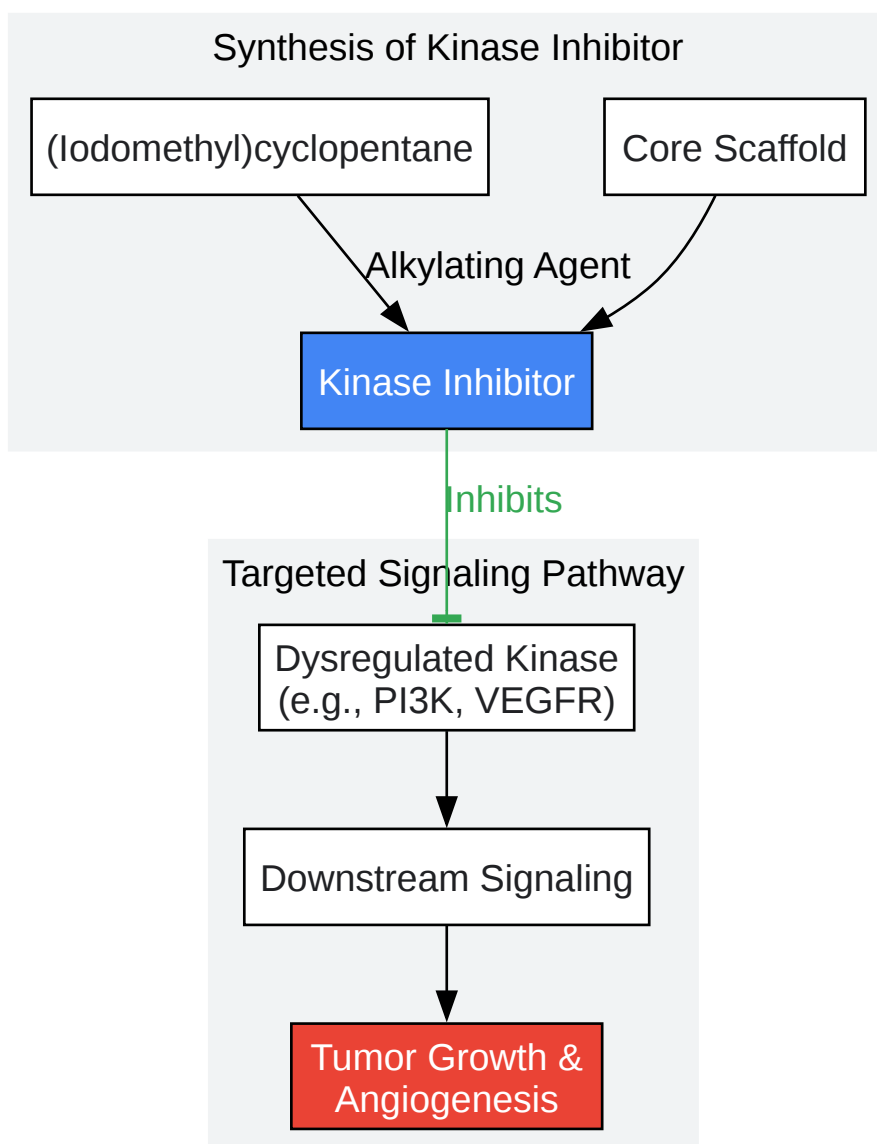 Synthesis of Kinase Inhibitor
(Iodomethyl)cyclopentane
Core Scaffold
Alkylating Agent
Kinase Inhibitor
Inhibits
Targeted Signaling Pathway
Dysregulated Kinase
(e.g., PI3K, VEGFR)
Downstream Signaling
Tumor Growth &
Angiogenesis